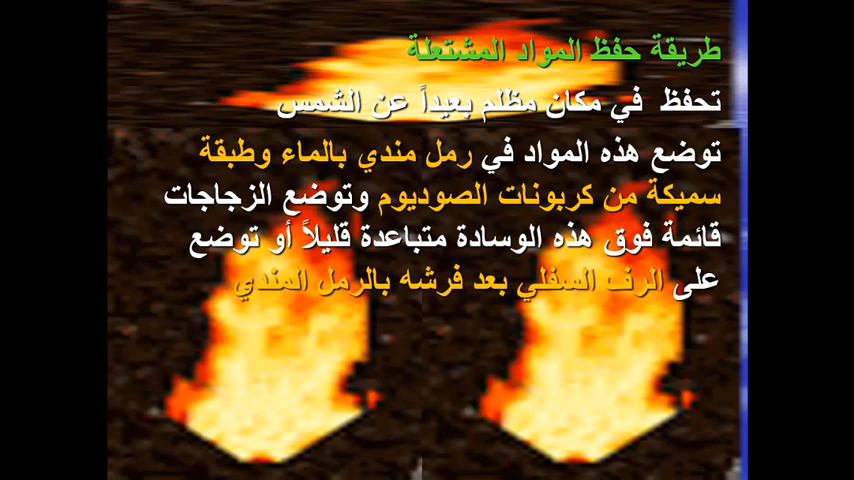 طريقة حفظ المواد المشتعلة
تحفظ في مكان مظلم بعيداً عن الشمس
توضع هذه المواد في رمل مندي بالماء وطبقة
سميكة من كربونات الصوديوم وتوضع الزجاجات
قائمة فوق هذه الوسادة متباعدة قليلاً أو توضع
على الرف السفلي بعد فرشه بالرمل المندي